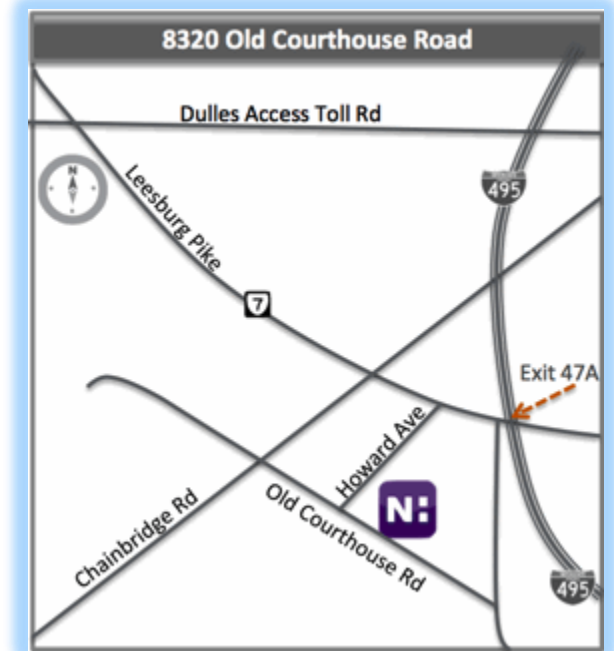 8320 Old Courthouse Road
Dulles Access Toll Rd
N
495
Leesburg Pike
7
Exit 47A
Howard Ave
N:
Chainbridge Rd
Old Courthouse Rd
495